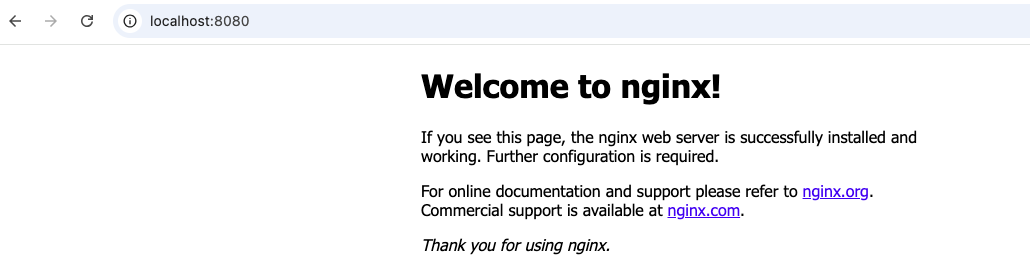 localhost:8080
Welcome to nginx!
If you see this page, the nginx web server is successfully installed and
working. Further configuration is required.
For online documentation and support please refer to nginx.org.
Commercial support is available at nginx.com.
Thank you for using nginx.